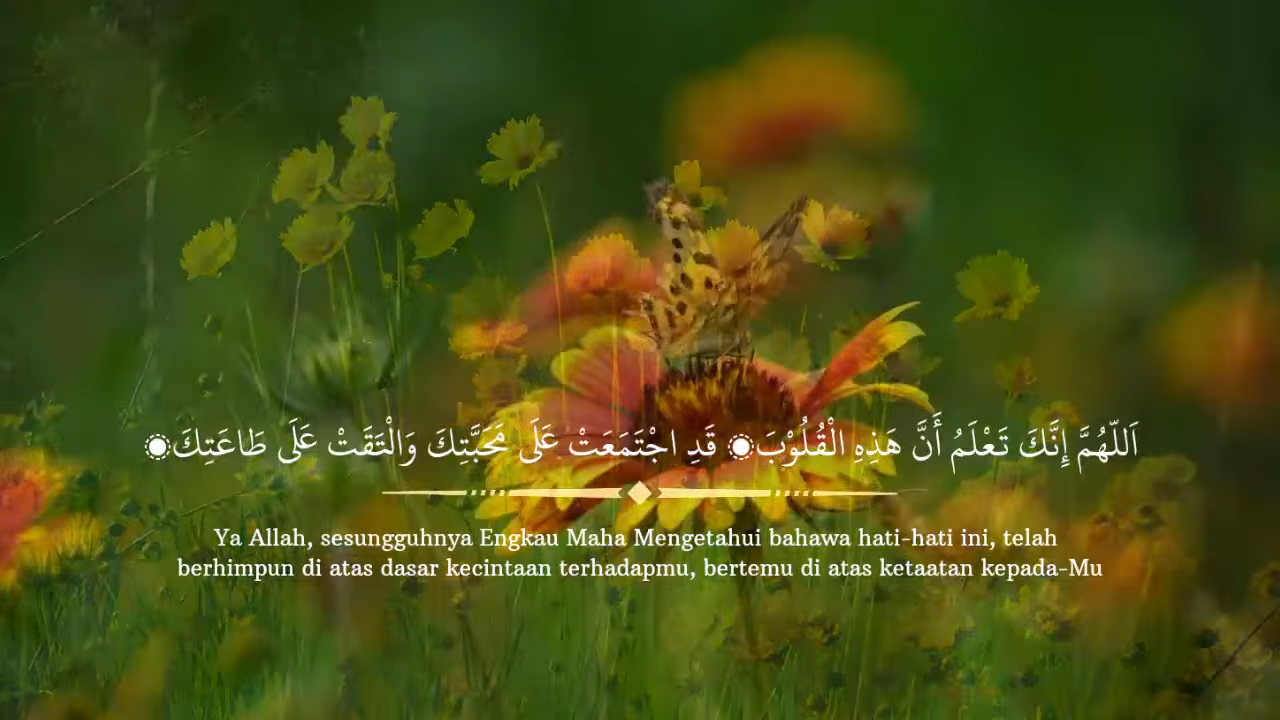 اَللّٰهُمَّ إِنَّكَ تَعْلَمُ أَنَّ هَذِهِ الْقُلُوْبَ۞ قَدِ اجْتَمَعَتْ عَلَى مَحَبَّتِكَ وَالْتَقَتْ عَلَى طَاعَتِكَ۞
Ya Allah, sesungguhnya Engkau Maha Mengetahui bahawa hati-hati ini, telah
berhimpun di atas dasar kecintaan terhadapmu, bertemu di atas ketaatan kepada-Mu